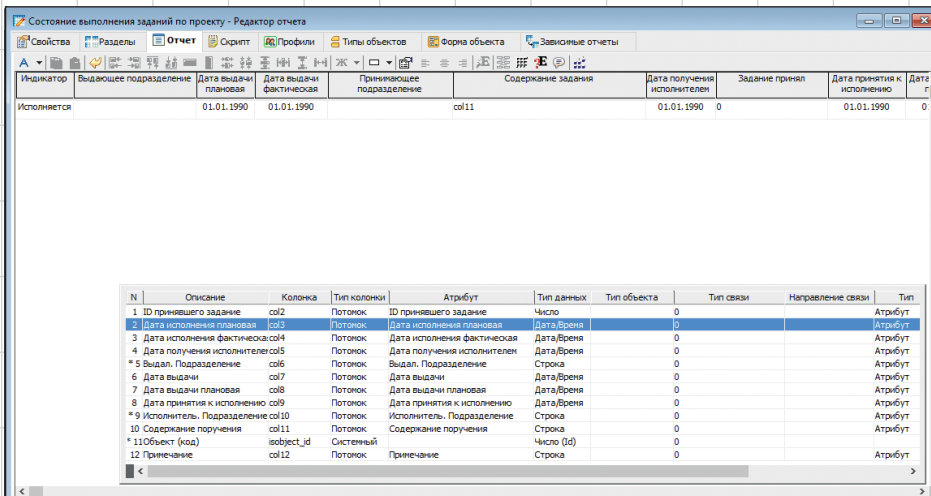 Состояние выполнения заданий по проекту - Редактор отчета
Свойства Разделы Отчет Скрипт Профили Типы объектов Форма объекта Зависимые отчеты
Индикатор Выдающее подразделение Дата выдачи плановая Дата выдачи фактическая Принимающее подразделение Содержание задания Дата получения исполнителем Задание принял Дата принятия к исполнению Дата
Исполняется 01.01.1990 01.01.1990 col11 01.01.1990 0 01.01.1990 0
N Описание Колонка Тип колонки Атрибут Тип данных Тип объекта Тип связи Направление связи Тип
1 ID принявшего задание col2 Потомок ID принявшего задание Число 0 Атрибут
2 Дата исполнения плановая col3 Потомок Дата исполнения плановая Дата/Время 0 Атрибут
3 Дата исполнения фактическа: col4 Потомок Дата исполнения фактическая Дата/Время 0 Атрибут
4 Дата получения исполнителе col5 Потомок Дата получения исполнителем Дата/Время 0 Атрибут
* 5 Выдал. Подразделение col6 Потомок Выдал. Подразделение Строка 0 Атрибут
6 Дата выдачи col7 Потомок Дата выдачи Дата/Время 0 Атрибут
7 Дата выдачи плановая col8 Потомок Дата выдачи плановая Дата/Время 0 Атрибут
8 Дата принятия к исполнению col9 Потомок Дата принятия к исполнению Дата/Время 0 Атрибут
* 9 Исполнитель. Подразделение col10 Потомок Исполнитель. Подразделение Строка 0 Атрибут
10 Содержание поручения col11 Потомок Содержание поручения Строка 0 Атрибут
* 11 Объект (код) isobject_id Системный Число (Id) 0
12 Примечание col12 Потомок Примечание Строка 0 Атрибут